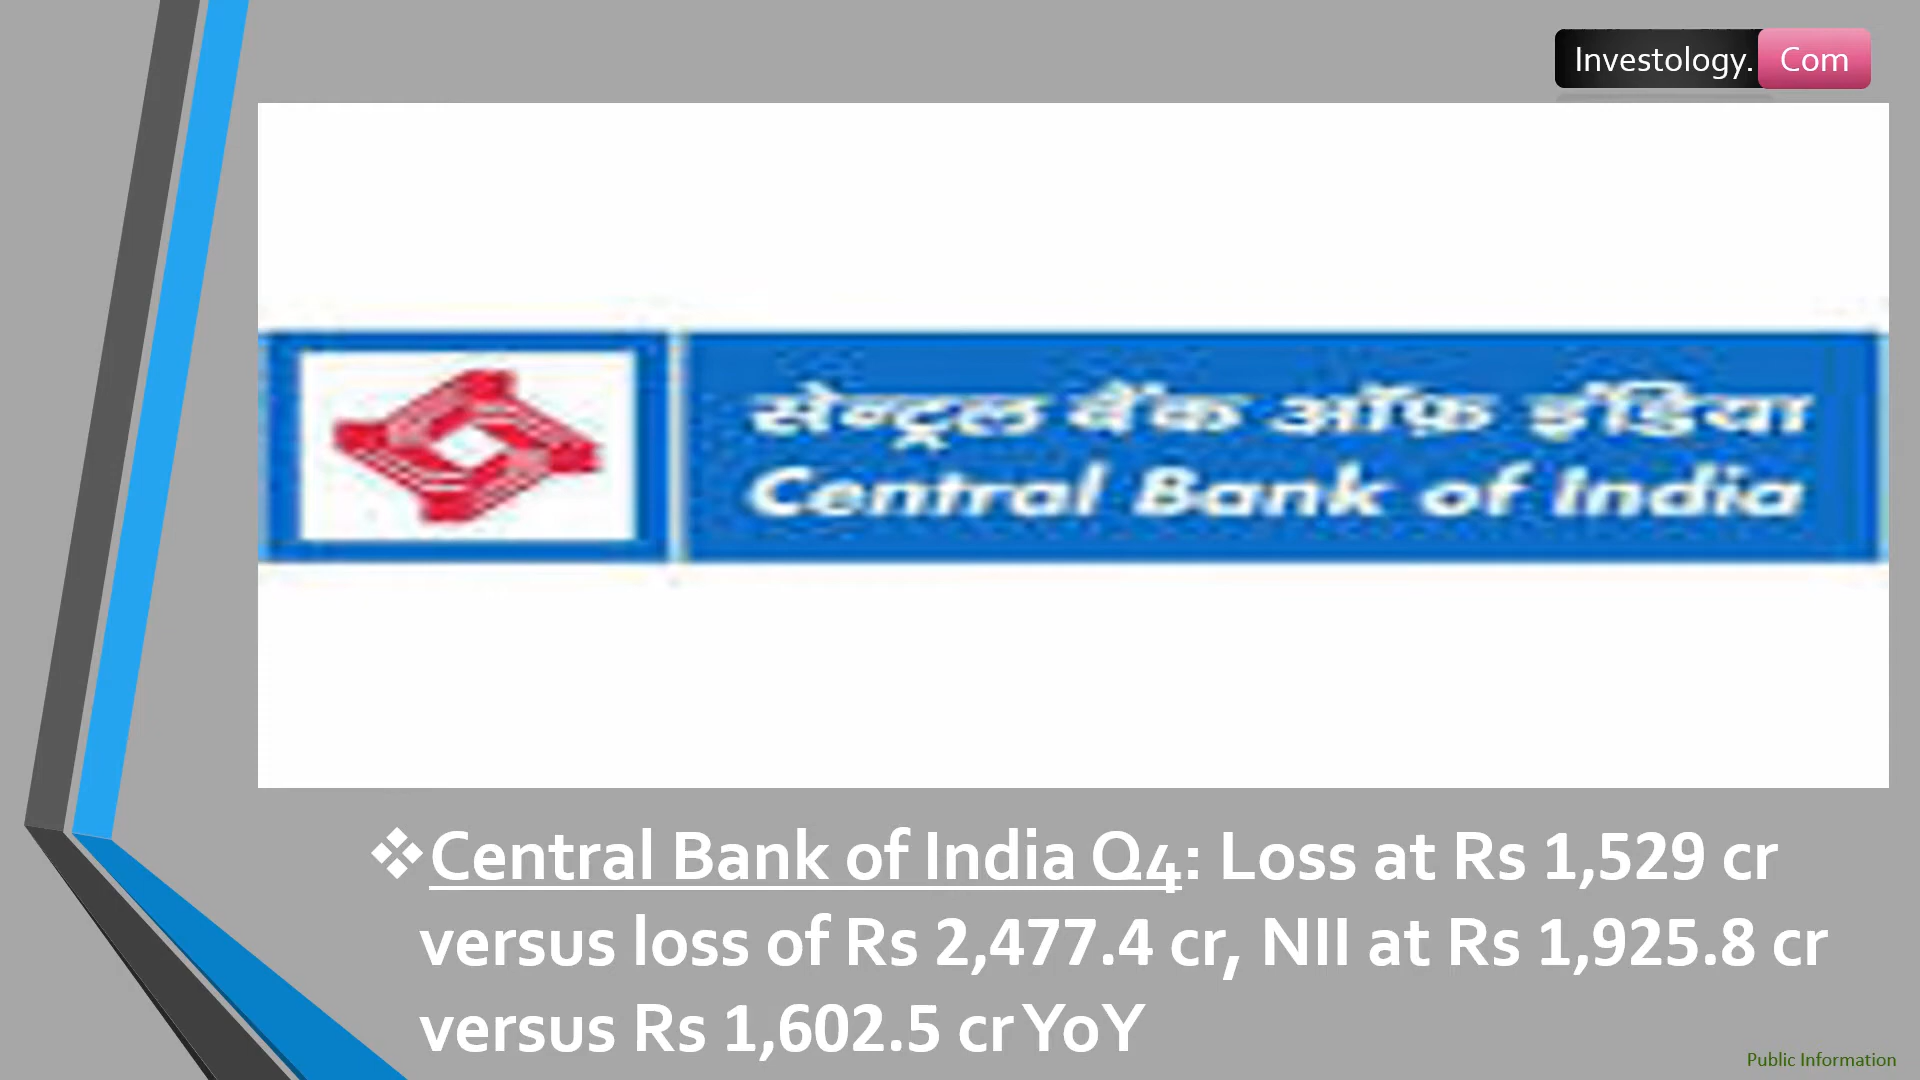 Investology. Com
सेन्ट्रल बैंक ऑफ़ इंडिया
Central Bank of India
❖Central Bank of India Q4: Loss at Rs 1,529 cr
versus loss of Rs 2,477.4 cr, NII at Rs 1,925.8 cr
versus Rs 1,602.5 cr YoY
Public Information